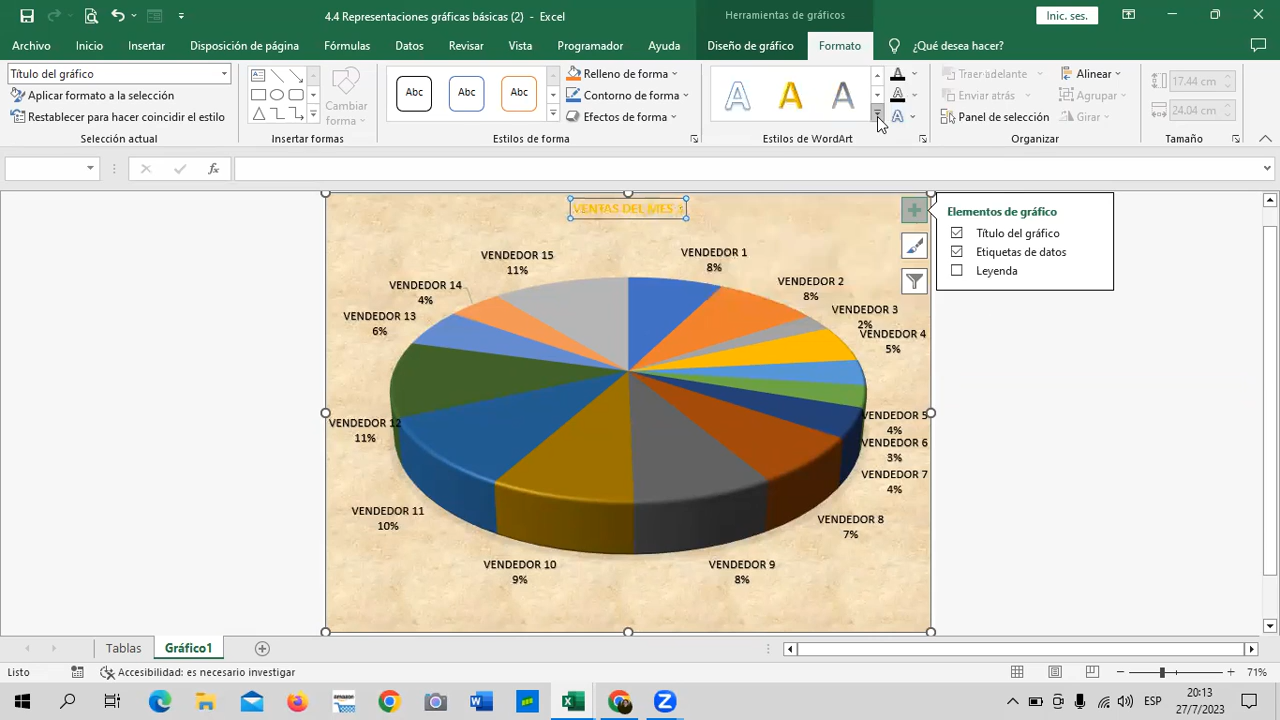 4.4 Representaciones gráficas básicas (2) - Excel
Herramientas de gráficos
Inic. ses.
Archivo Inicio Insertar Disposición de página Fórmulas Datos Revisar Vista Programador Ayuda Diseño de gráfico Formato ¿Qué desea hacer?
Título del gráfico
Aplicar formato a la selección
Restablecer para hacer coincidir el estilo
Selección actual
Cambiar
forma
Insertar formas
Abc Abc Abc
Relleno de forma
Contorno de forma
Efectos de forma
Estilos de forma
A A A A A A
Estilos de WordArt
Traer adelante
Enviar atrás
Panel de selección
Alinear
Agrupar
Girar
Organizar
17.44 cm
24.04 cm
Tamaño
fx
VENTAS DEL MES
Elementos de gráfico
Título del gráfico
Etiquetas de datos
Leyenda
VENDEDOR 1
8%
VENDEDOR 2
8%
VENDEDOR 3
2%
VENDEDOR 4
5%
VENDEDOR 5
4%
VENDEDOR 6
3%
VENDEDOR 7
4%
VENDEDOR 8
7%
VENDEDOR 9
8%
VENDEDOR 10
9%
VENDEDOR 11
10%
VENDEDOR 12
11%
VENDEDOR 13
6%
VENDEDOR 14
4%
VENDEDOR 15
11%
Tablas Gráfico1
Listo
Accesibilidad: es necesario investigar
71%
ESP
20:13
27/7/2023